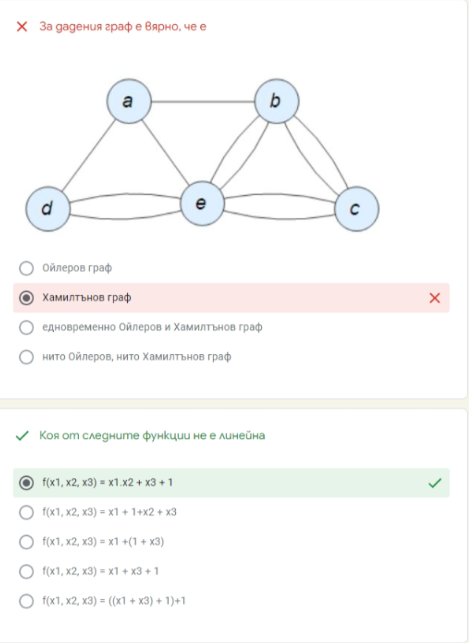 За дадения граф е вярно, че е
a
b
d
e
c
Ойлеров граф
Хамилтънов граф
едновременно Ойлеров и Хамилтънов граф
нито Ойлеров, нито Хамилтънов граф
Коя от следните функции не е линейна
f(x1, x2, x3) = x1.x2 + x3 + 1
f(x1, x2, x3) = x1 + 1+x2 + x3
f(x1, x2, x3) = x1 +(1 + x3)
f(x1, x2, x3) = x1 + x3 + 1
f(x1, x2, x3) = ((x1 + x3) + 1)+1